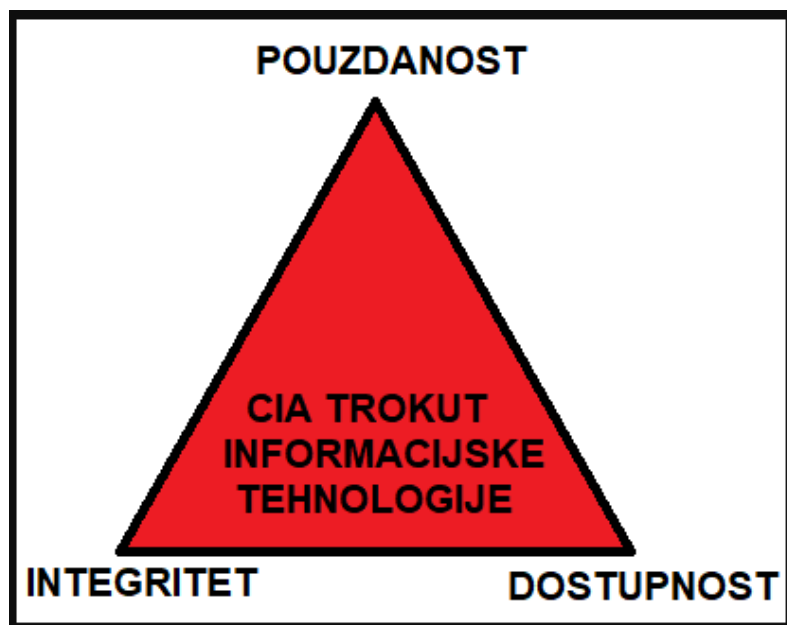 POUZDANOST
CIA TROKUT
INFORMACIJSKE
TEHNOLOGIJE
INTEGRITET
DOSTUPNOST